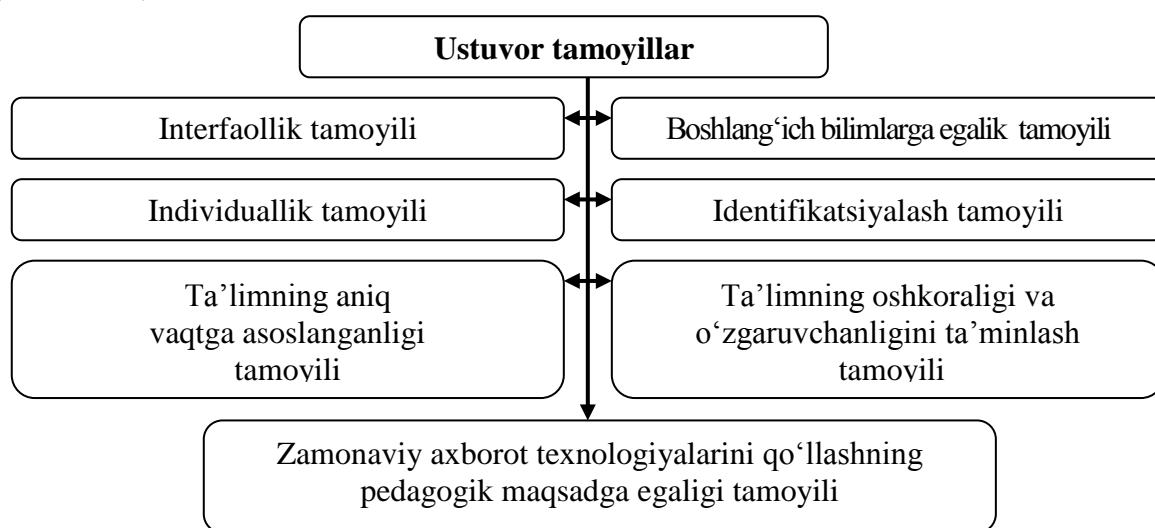 Ustuvor tamoyillar
Interfaollik tamoyili
Boshlang‘ich bilimlarga egalik tamoyili
Individuallik tamoyili
Identifikatsiyalash tamoyili
Ta’limning aniq
vaqtga asoslanganligi
tamoyili
Ta’limning oshkoraligi va
o‘zgaruvchanligini ta’minlash
tamoyili
Zamonaviy axborot texnologiyalarini qo‘llashning
pedagogik maqsadga egaligi tamoyili